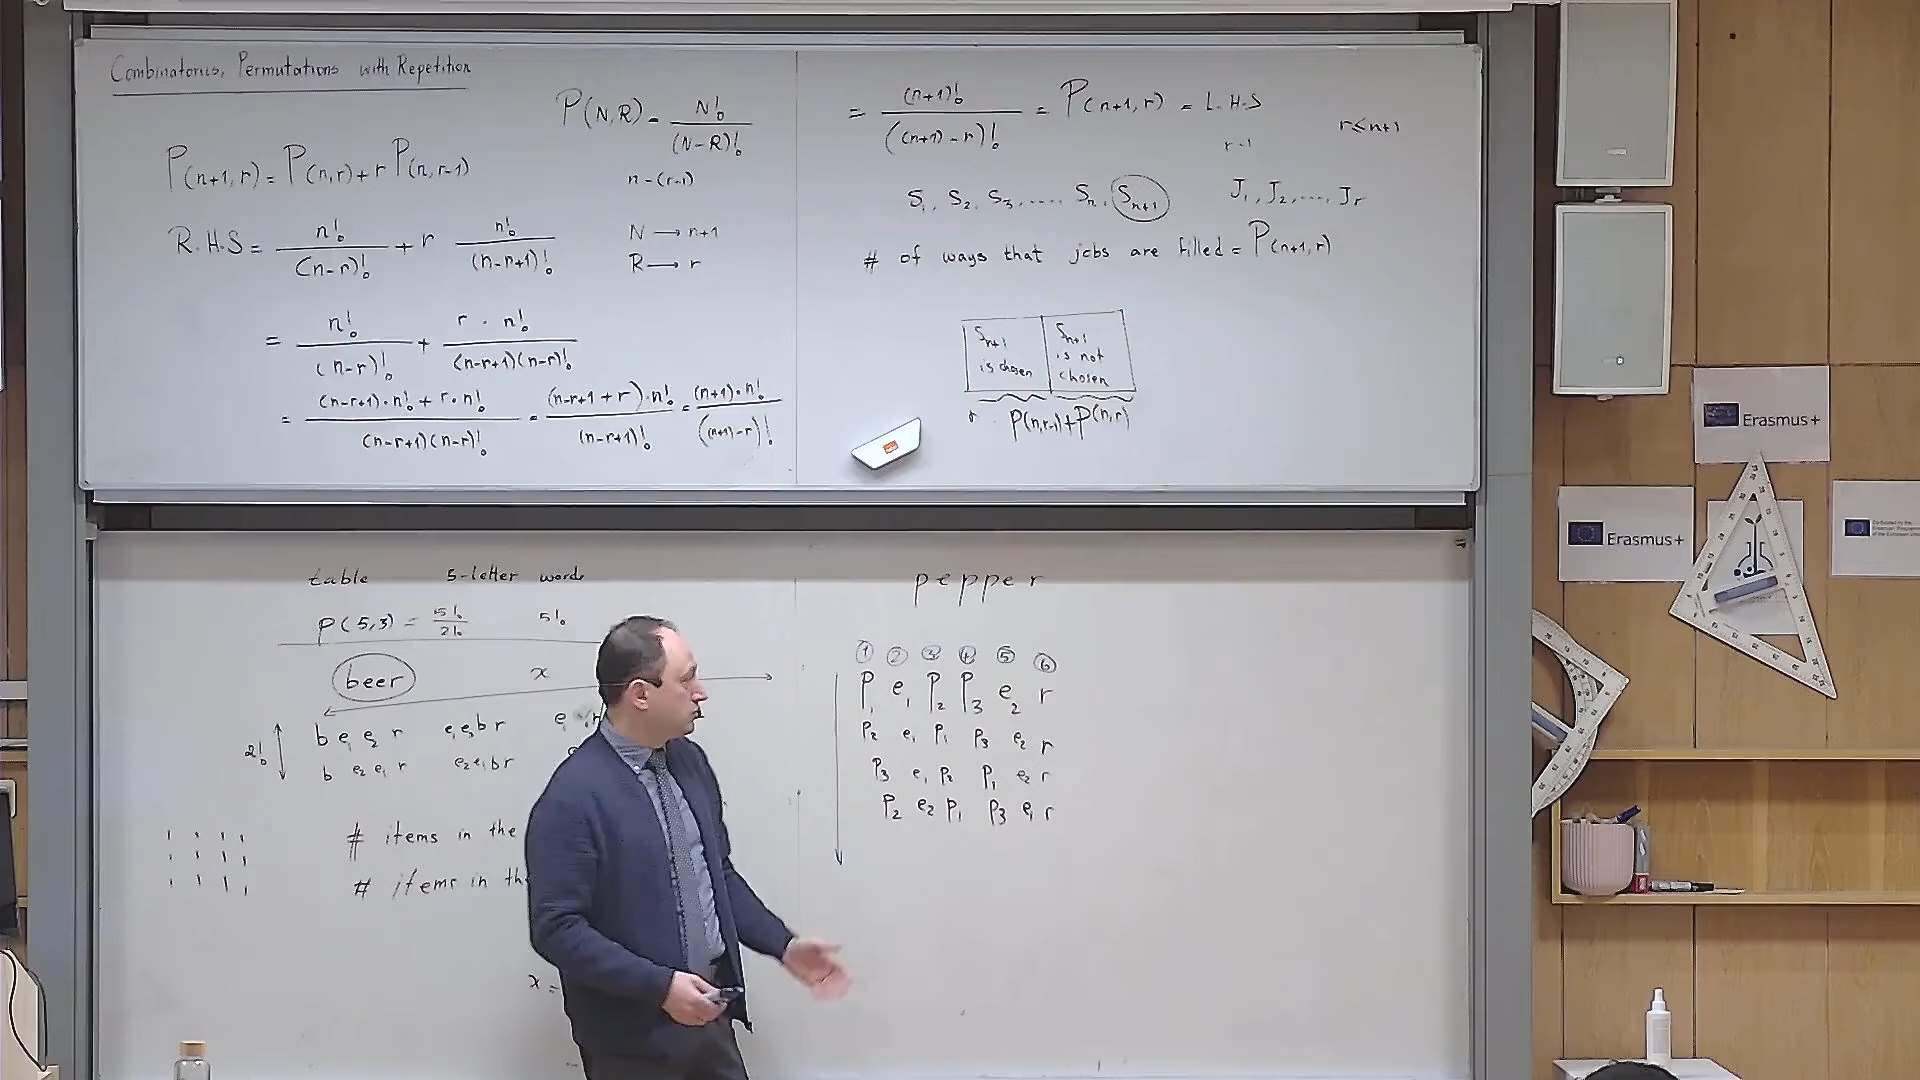 Combinatorics, Permutations with Repetition
P(N,R) = N! / (N-R)!
P(n+1,r) = P(n,r) + r P(n,r-1)
n-(r-1)
R.H.S = n! / (n-r)! + r n! / (n-r+1)!
N → n+1
R → r
= n! / (n-r)! + r · n! / (n-r+1)(n-r)!
= (n-r+1)·n! + r·n! / (n-r+1)(n-r)! = (n-r+1+r)·n! / (n-r+1)! = (n+1)·n! / ((n+1)-r)!
= (n+1)! / ((n+1)-r)! = P(n+1,r) = L.H.S
r≤n+1
r-1
S1, S2, S3, ..... Sn, Sn+1
J1, J2, ...., Jr
# of ways that jobs are filled = P(n+1,r)
Sn+1 is chosen
Sn+1 is not chosen
r · P(n,r-1) + P(n,r)
table 5-letter words
P(5,3) = 5!/2! 5!
beer x
2!
b e1 e2 r
b e2 e1 r
# items in the
# items in
x =
pepper
① ② ③ ④ ⑤ ⑥
P1 e1 P2 P3 e2 r
P2 e1 P1 P3 e2 r
P3 e1 P2 P1 e2 r
P2 e2 P1 P3 e1 r
Erasmus+
Erasmus+